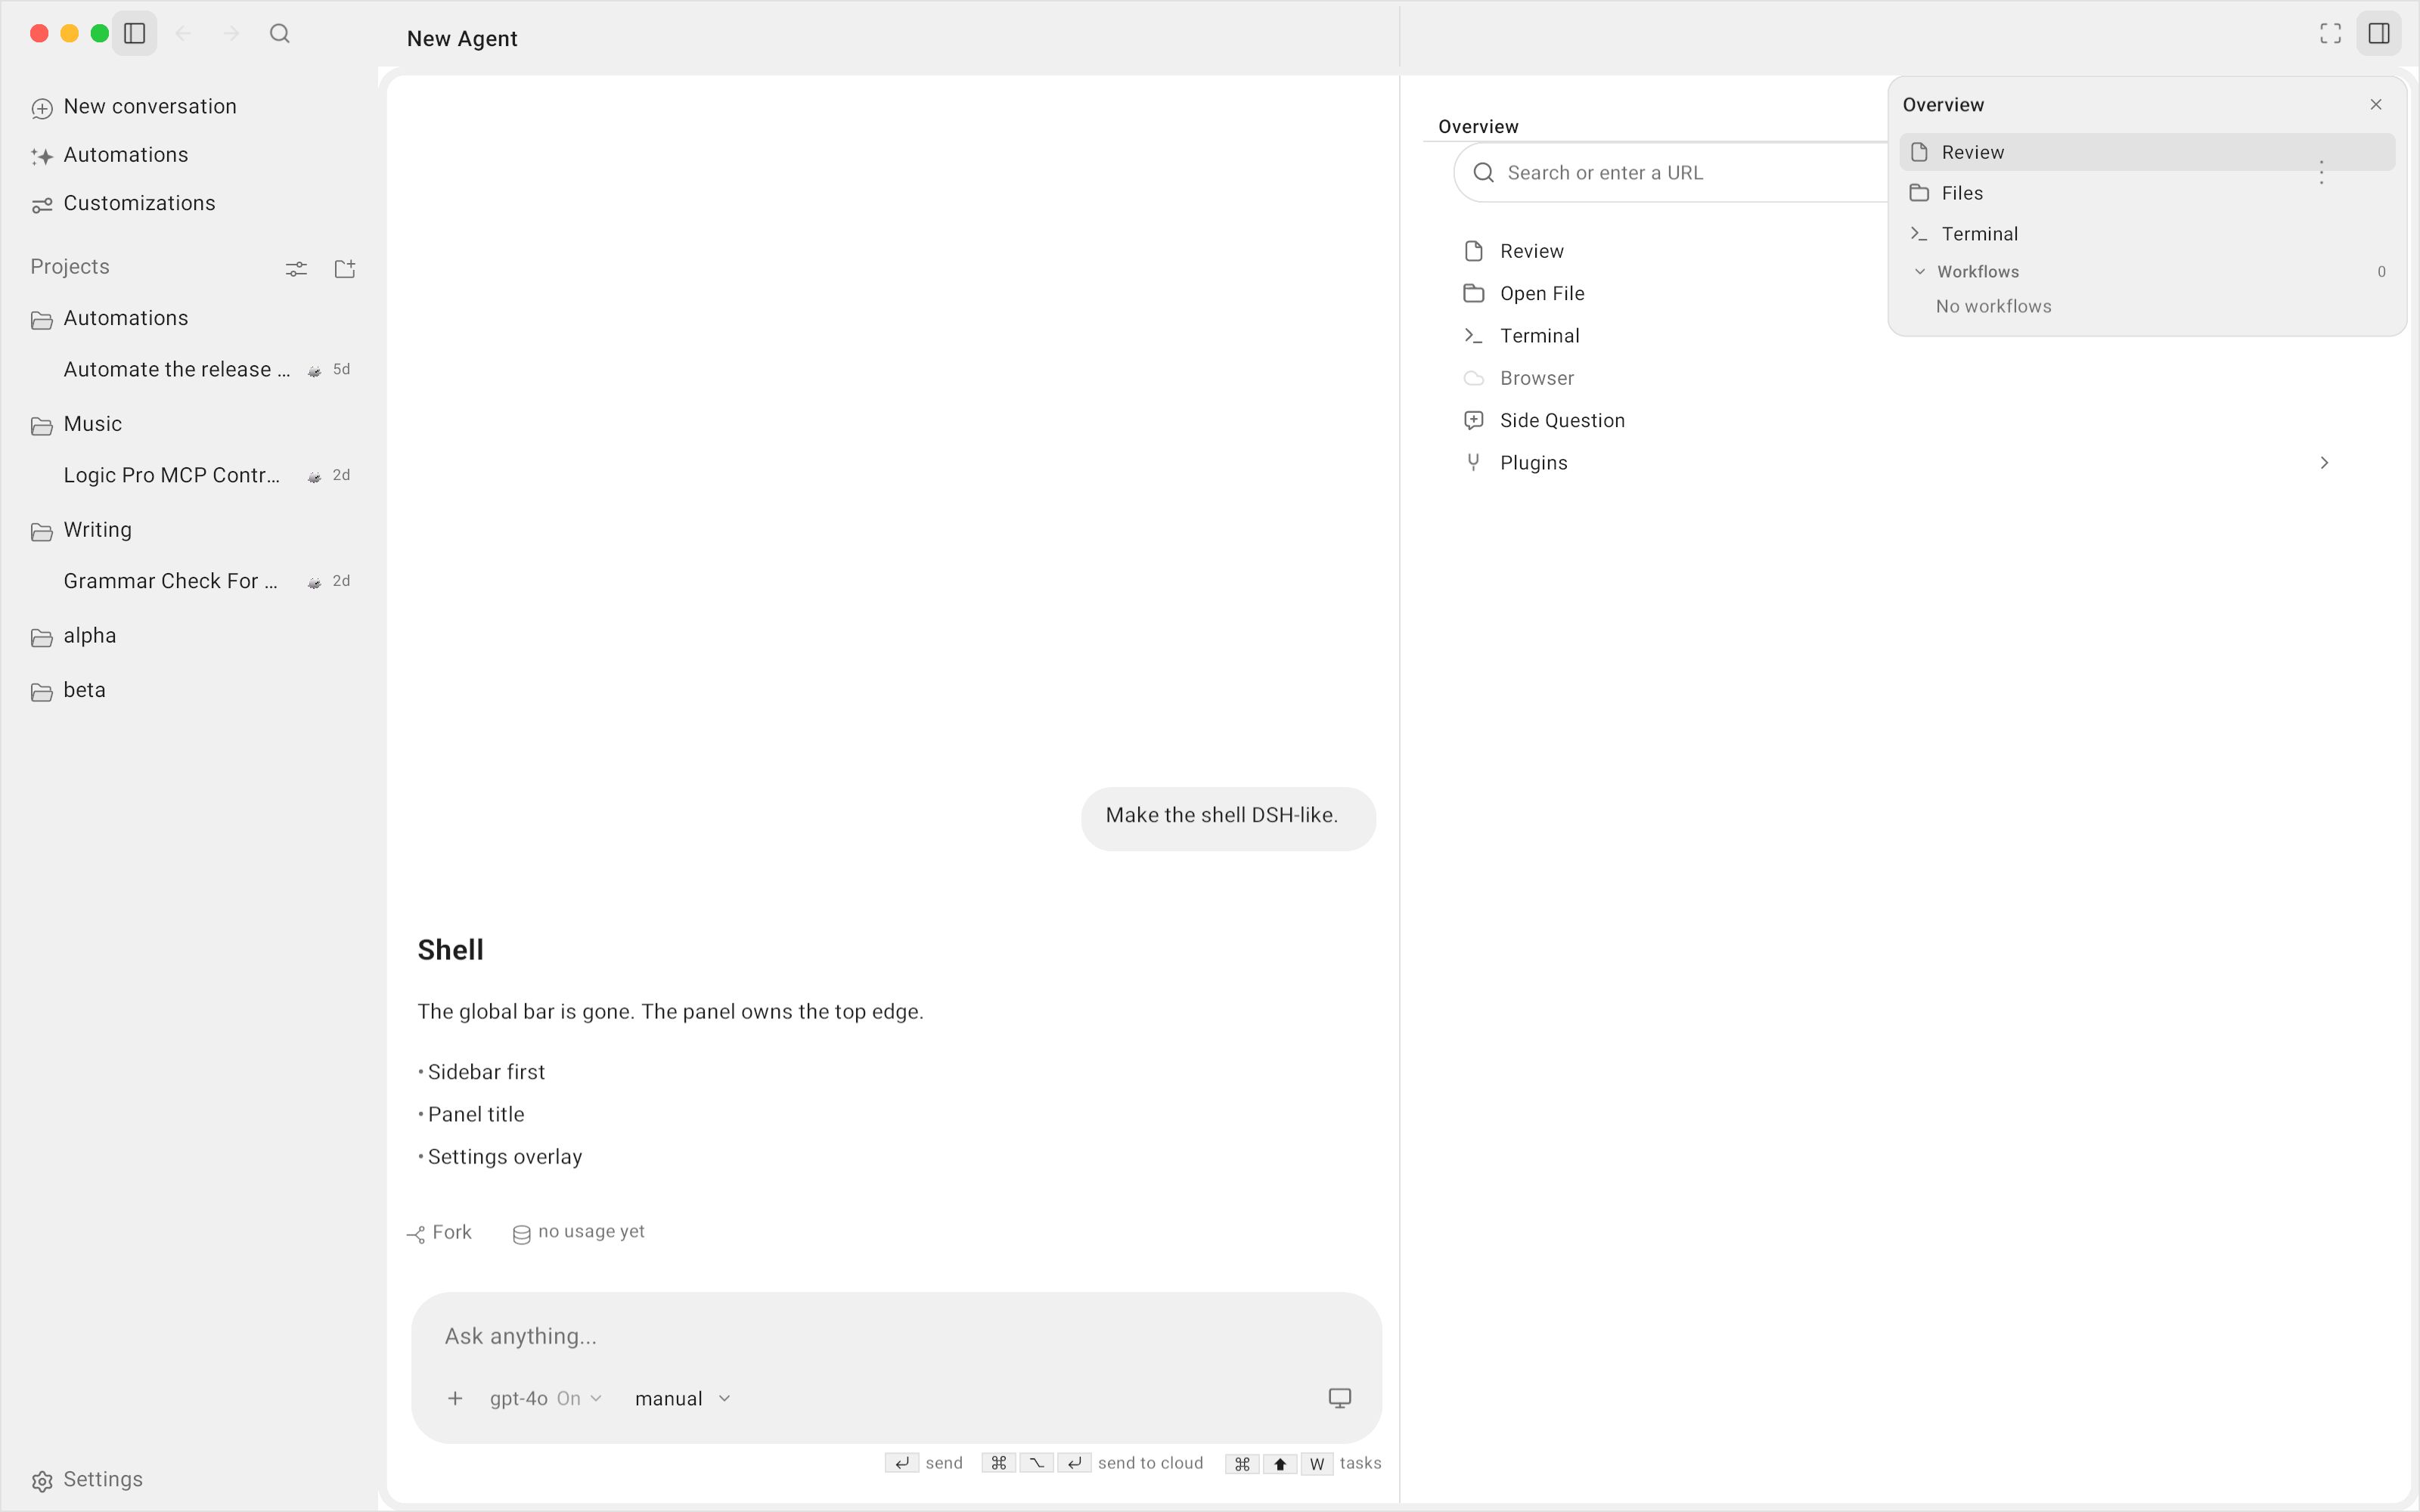 New Agent
New conversation
Automations
Customizations
Projects
Automations
Automate the release ... 5d
Music
Logic Pro MCP Contr... 2d
Writing
Grammar Check For ... 2d
alpha
beta
Settings
Make the shell DSH-like.
Shell
The global bar is gone. The panel owns the top edge.
• Sidebar first
• Panel title
• Settings overlay
Fork no usage yet
Ask anything...
gpt-4o On manual
send ⌘ ⌥ send to cloud ⌘ W tasks
Overview
Search or enter a URL
Review
Open File
Terminal
Browser
Side Question
Plugins
Overview
Review
Files
Terminal
Workflows 0
No workflows